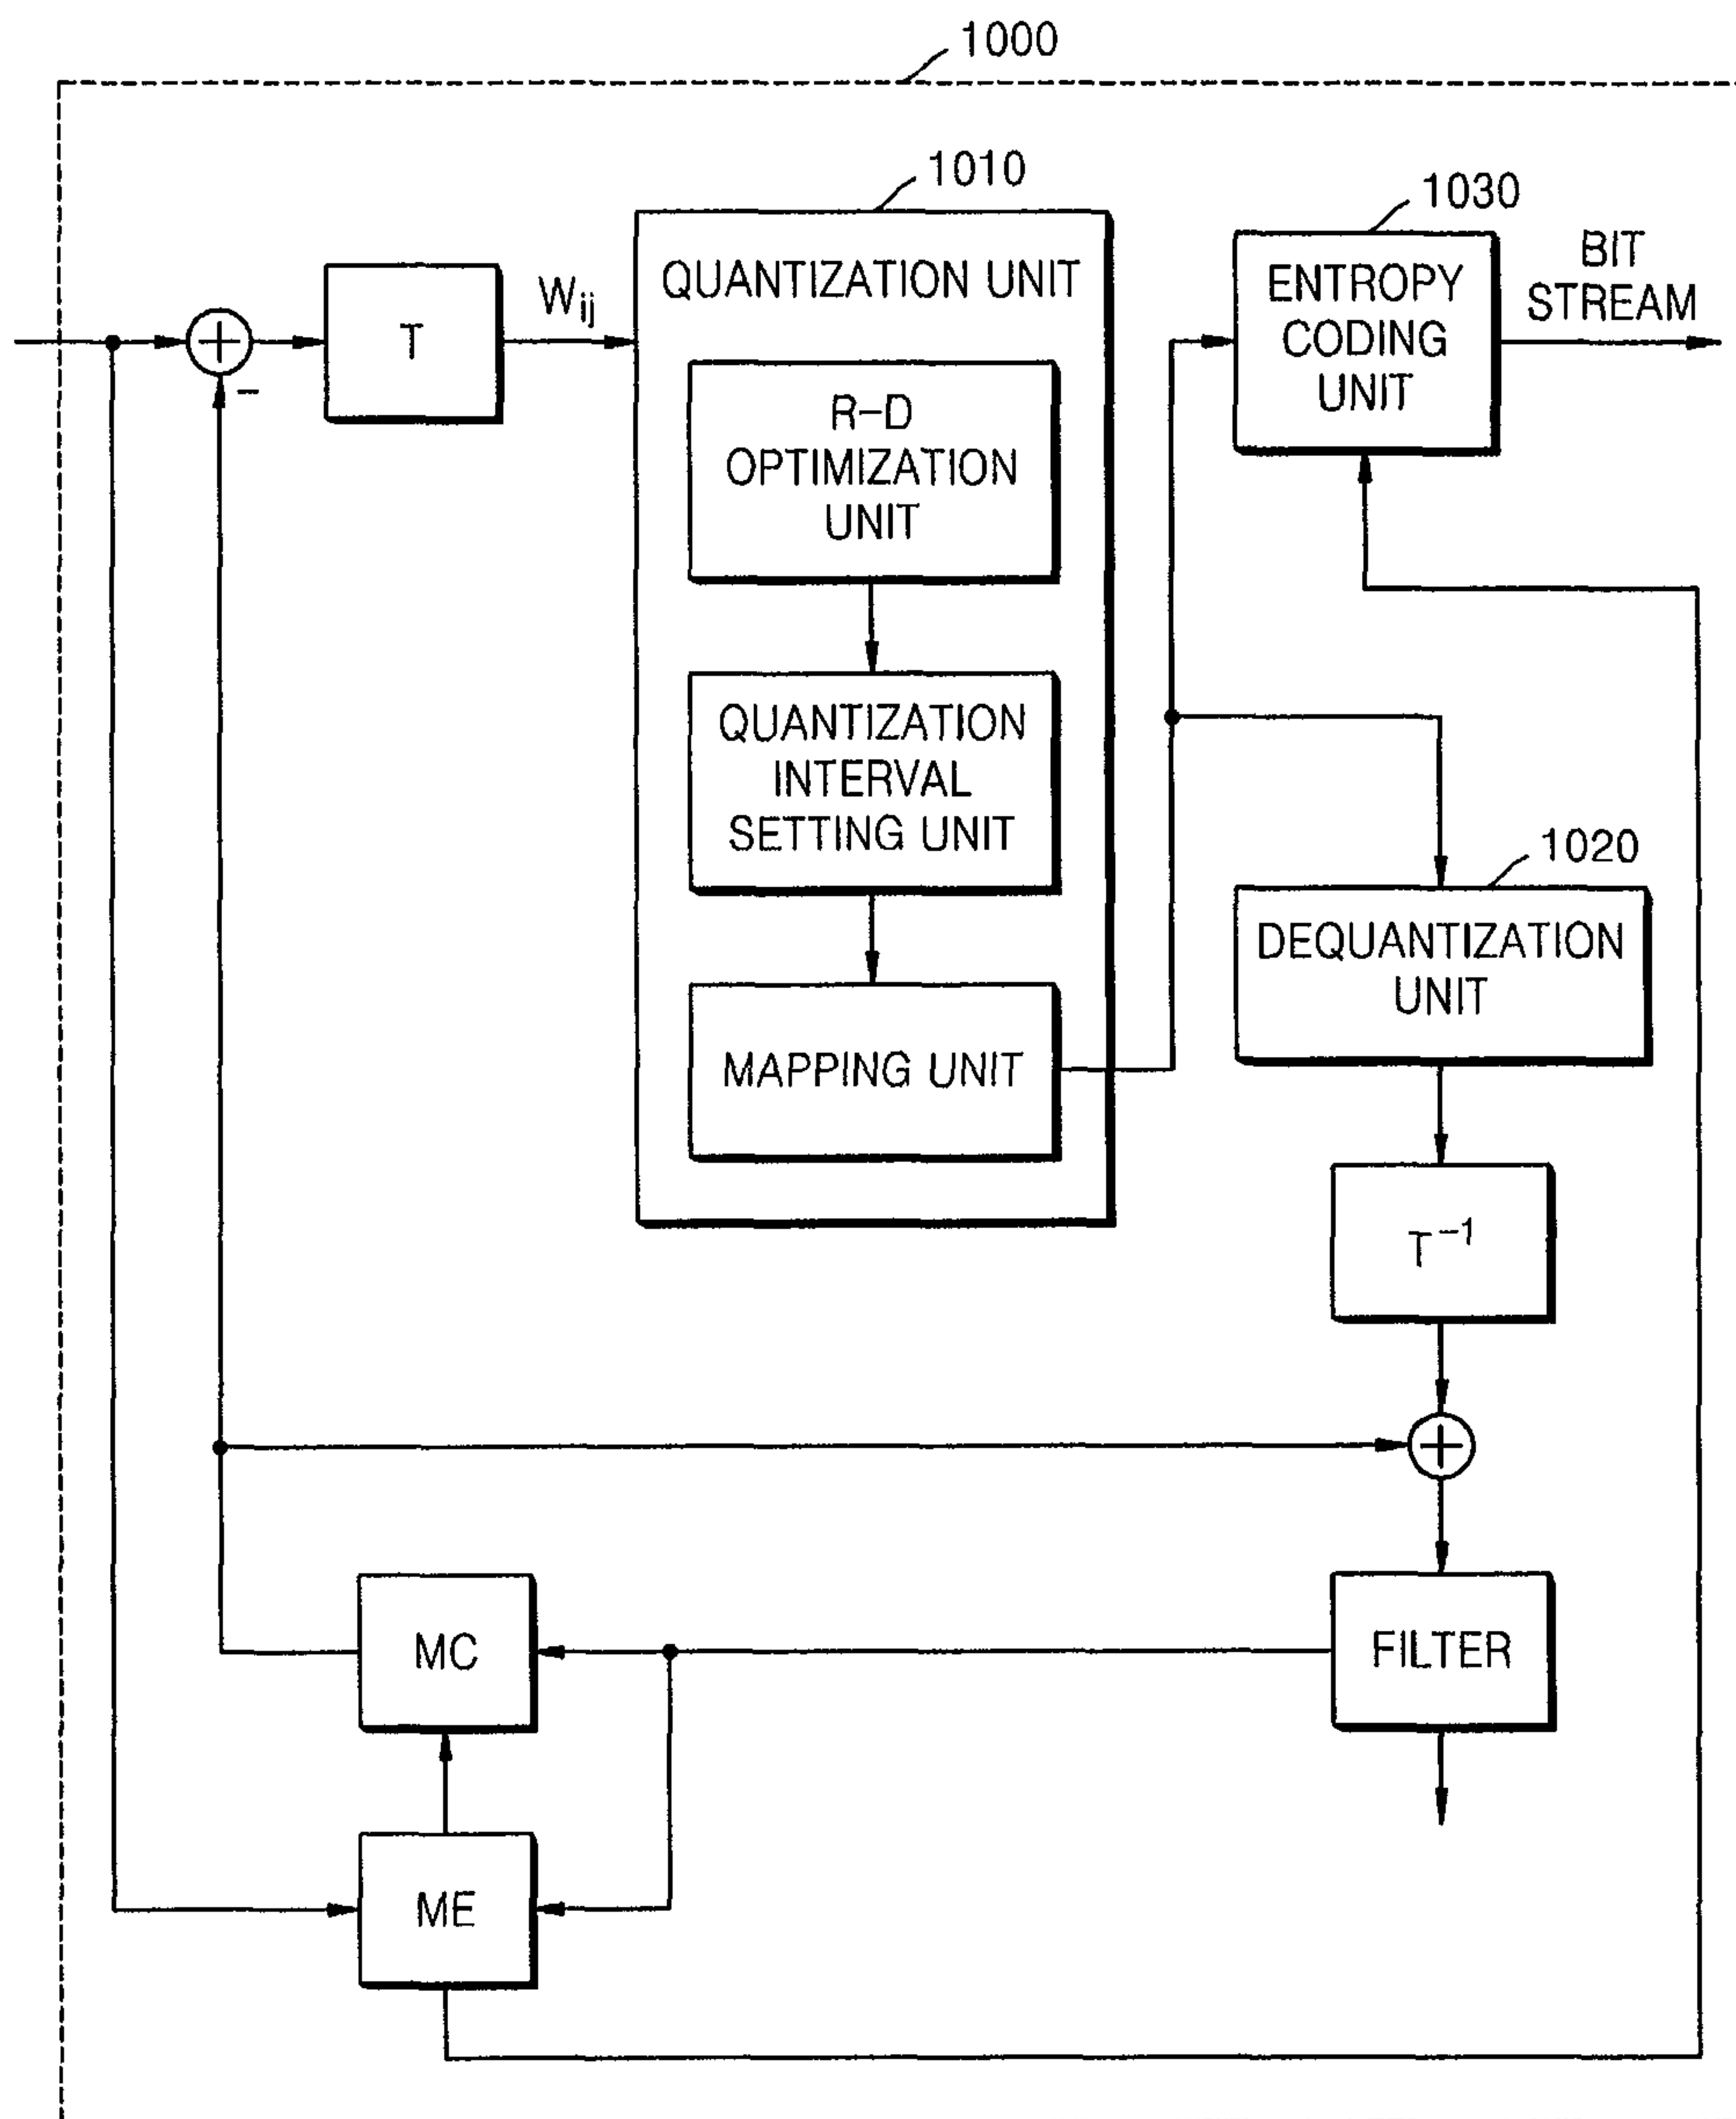 1000
1010
1030
QUANTIZATION UNIT
ENTROPY
CODING
UNIT
BIT
STREAM
T
Wij
+
-
R-D
OPTIMIZATION
UNIT
QUANTIZATION
INTERVAL
SETTING UNIT
1020
DEQUANTIZATION
UNIT
MAPPING UNIT
T-1
+
MC
FILTER
ME